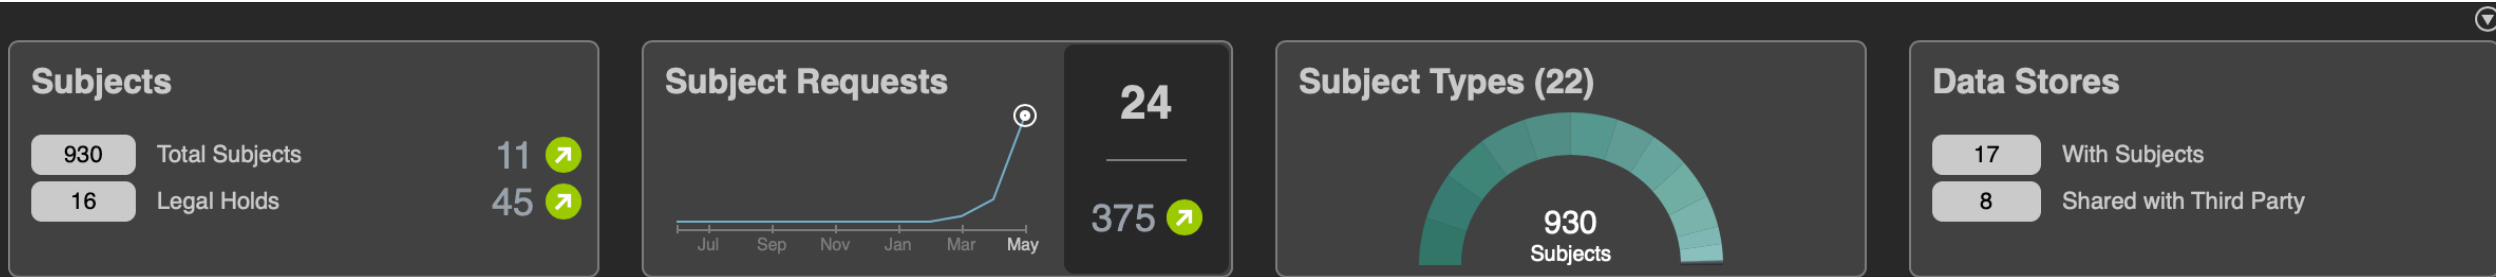 Subjects
930 Total Subjects 11
16 Legal Holds 45
Subject Requests
24
375
Jul Sep Nov Jan Mar May
Subject Types (22)
930
Subjects
Data Stores
17 With Subjects
8 Shared with Third Party